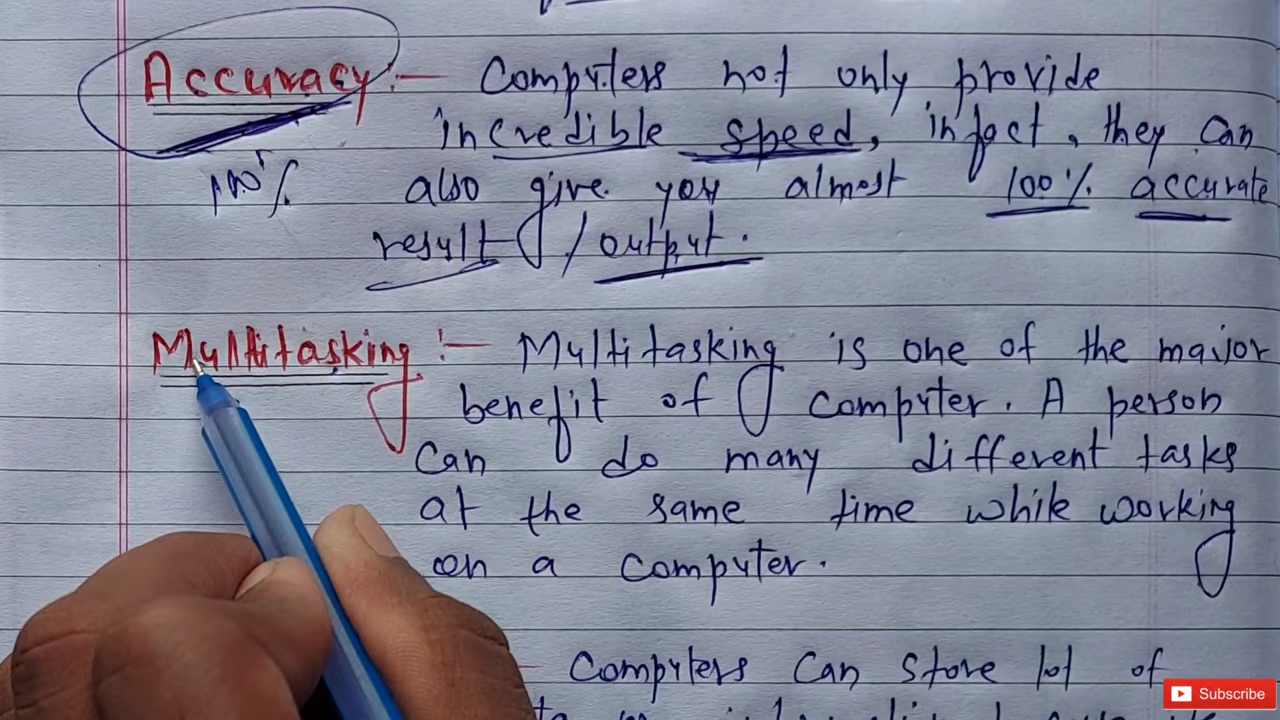 Accuracy :- Computers not only provide
incredible speed, infact, they can
100% also give you almost 100% accurate
result / output.
Multitasking :- Multitasking is one of the major
benefit of computer. A person
can do many different tasks
at the same time while working
on a computer.
Computers can store lot of
Subscribe